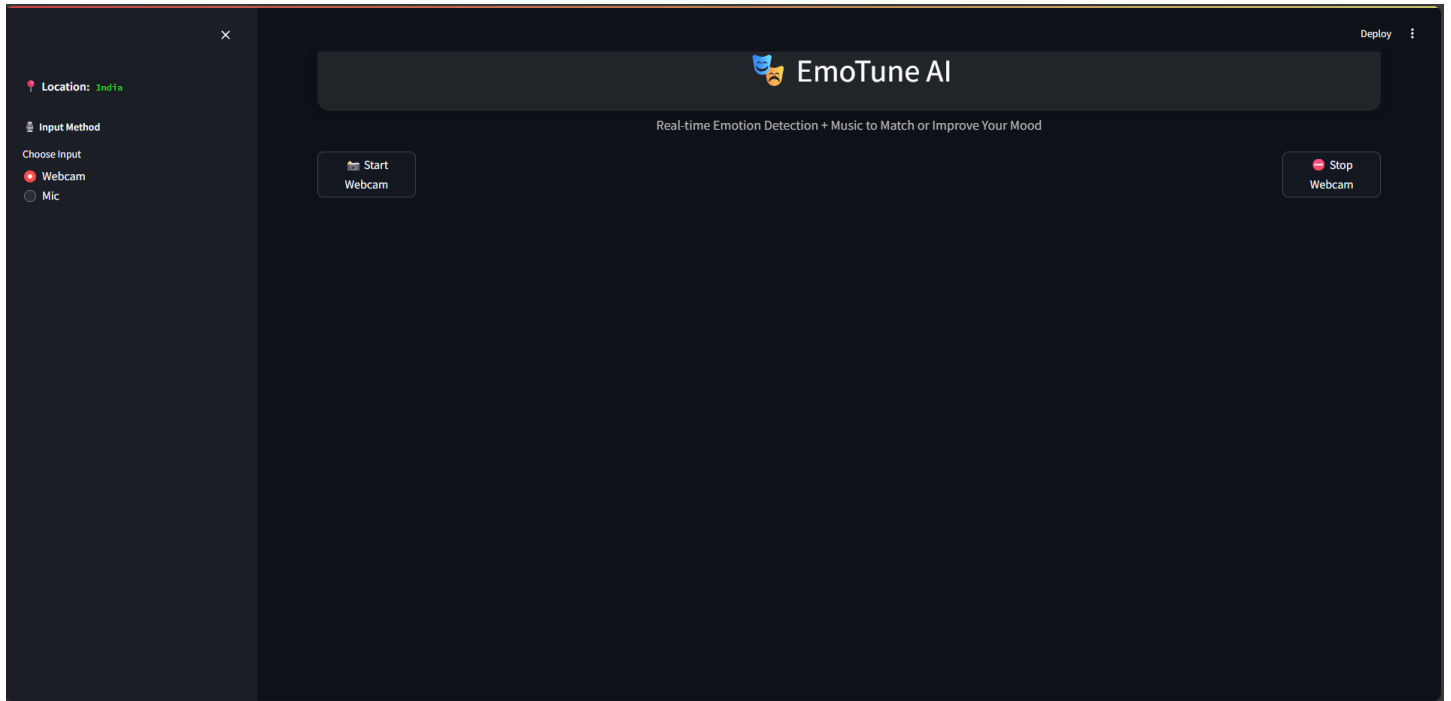 Deploy
Location: India
Input Method
Choose Input
Webcam
Mic
EmoTune AI
Real-time Emotion Detection + Music to Match or Improve Your Mood
Start
Webcam
Stop
Webcam